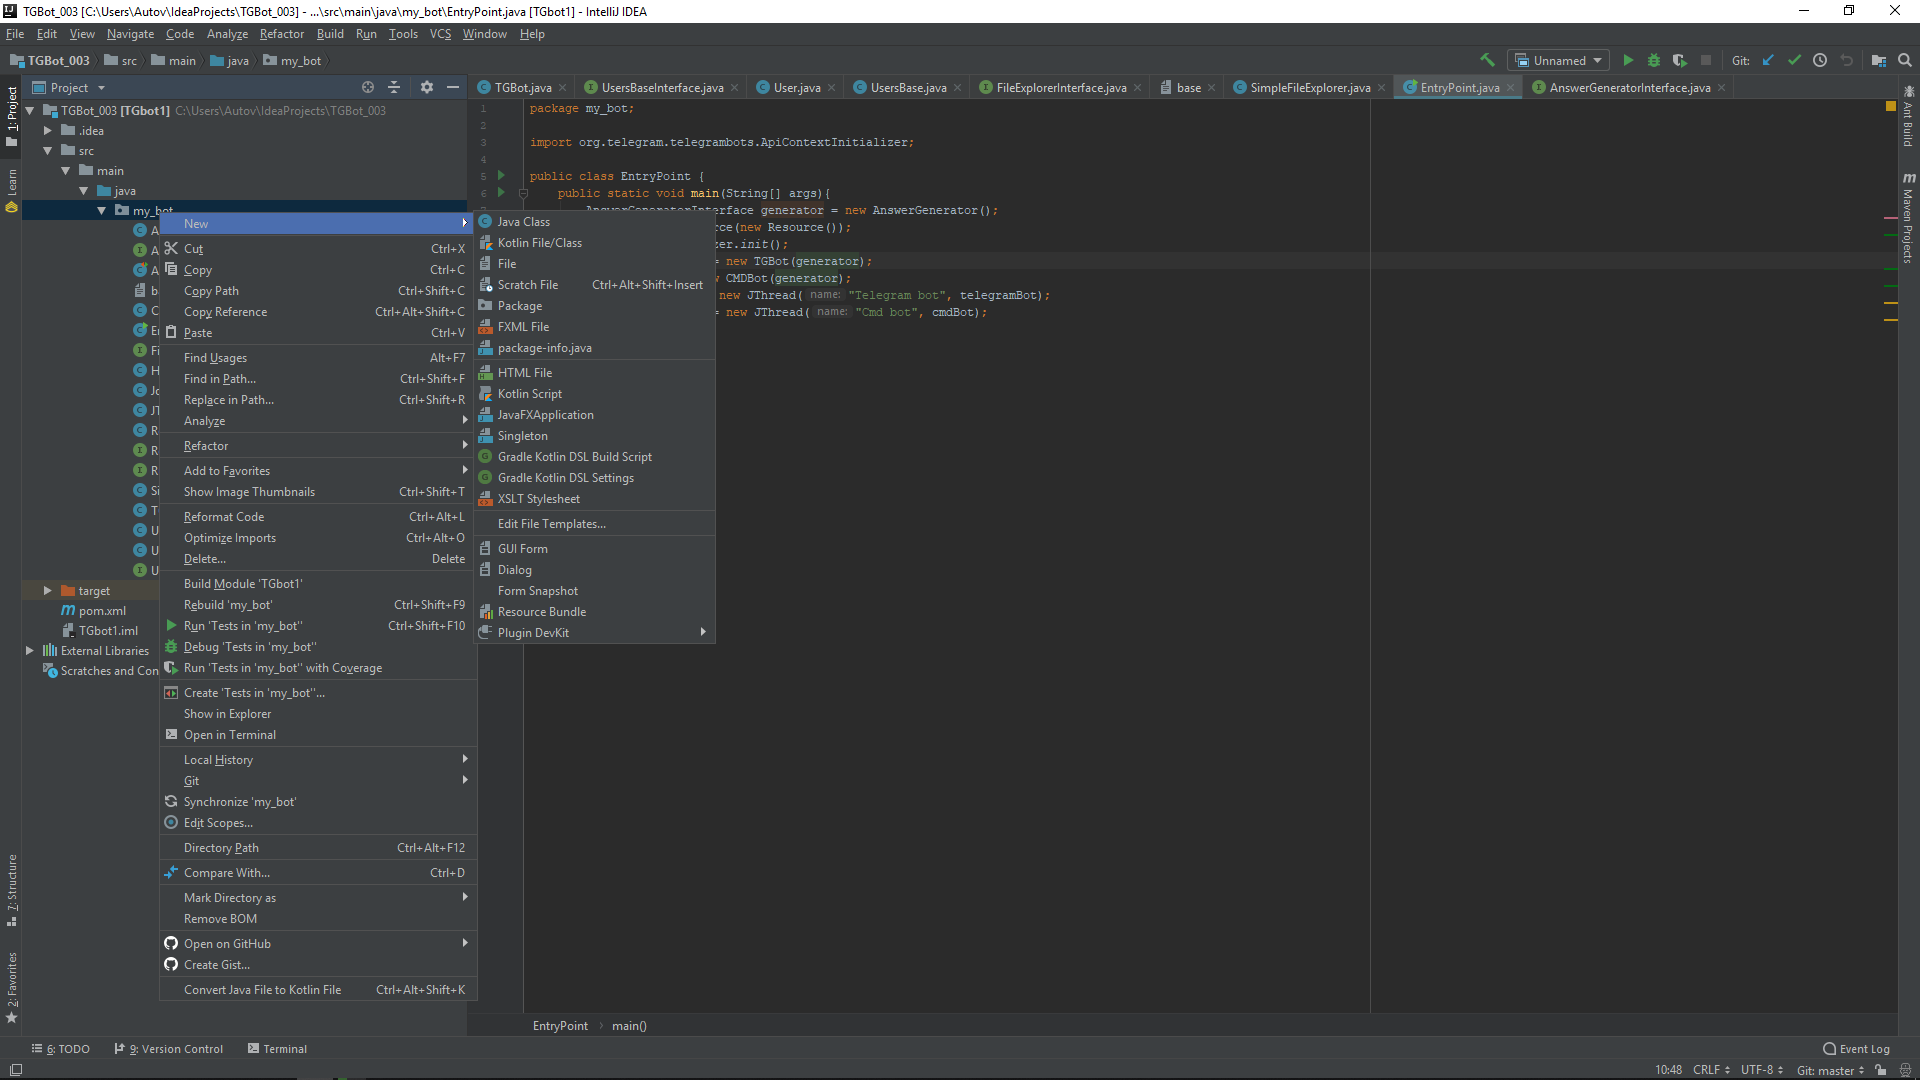 TGBot_003 [C:\Users\Autov\IdeaProjects\TGBot_003] - ...\src\main\java\my_bot\EntryPoint.java [TGbot1] - IntelliJ IDEA
File Edit View Navigate Code Analyze Refactor Build Run Tools VCS Window Help
TGBot_003 src main java my_bot Unnamed Git:
Project
TGBot.java UsersBaseInterface.java User.java UsersBase.java FileExplorerInterface.java base SimpleFileExplorer.java EntryPoint.java AnswerGeneratorInterface.java
1: Project
Learn
7: Structure
2: Favorites
Ant Build
Maven Projects
TGBot_003 [TGbot1] C:\Users\Autov\IdeaProjects\TGBot_003
.idea
src
main
java
my_bot
target
pom.xml
TGbot1.iml
External Libraries
Scratches and Con
New
Cut Ctrl+X
Copy Ctrl+C
Copy Path Ctrl+Shift+C
Copy Reference Ctrl+Alt+Shift+C
Paste Ctrl+V
Find Usages Alt+F7
Find in Path... Ctrl+Shift+F
Replace in Path... Ctrl+Shift+R
Analyze
Refactor
Add to Favorites
Show Image Thumbnails Ctrl+Shift+T
Reformat Code Ctrl+Alt+L
Optimize Imports Ctrl+Alt+O
Delete... Delete
Build Module 'TGbot1'
Rebuild 'my_bot' Ctrl+Shift+F9
Run 'Tests in 'my_bot'' Ctrl+Shift+F10
Debug 'Tests in 'my_bot''
Run 'Tests in 'my_bot'' with Coverage
Create 'Tests in 'my_bot''...
Show in Explorer
Open in Terminal
Local History
Git
Synchronize 'my_bot'
Edit Scopes...
Directory Path Ctrl+Alt+F12
Compare With... Ctrl+D
Mark Directory as
Remove BOM
Open on GitHub
Create Gist...
Convert Java File to Kotlin File Ctrl+Alt+Shift+K
Java Class
Kotlin File/Class
File
Scratch File Ctrl+Alt+Shift+Insert
Package
FXML File
package-info.java
HTML File
Kotlin Script
JavaFXApplication
Singleton
Gradle Kotlin DSL Build Script
Gradle Kotlin DSL Settings
XSLT Stylesheet
Edit File Templates...
GUI Form
Dialog
Form Snapshot
Resource Bundle
Plugin DevKit
1 package my_bot;
2
3 import org.telegram.telegrambots.ApiContextInitializer;
4
5 public class EntryPoint {
6 public static void main(String[] args){
AnswerGeneratorInterface generator = new AnswerGenerator();
rce(new Resource());
zer.init();
= new TGBot(generator);
CMDBot(generator);
new JThread( name: "Telegram bot", telegramBot);
= new JThread( name: "Cmd bot", cmdBot);
EntryPoint main()
6: TODO 9: Version Control Terminal Event Log
10:48 CRLF UTF-8 Git: master